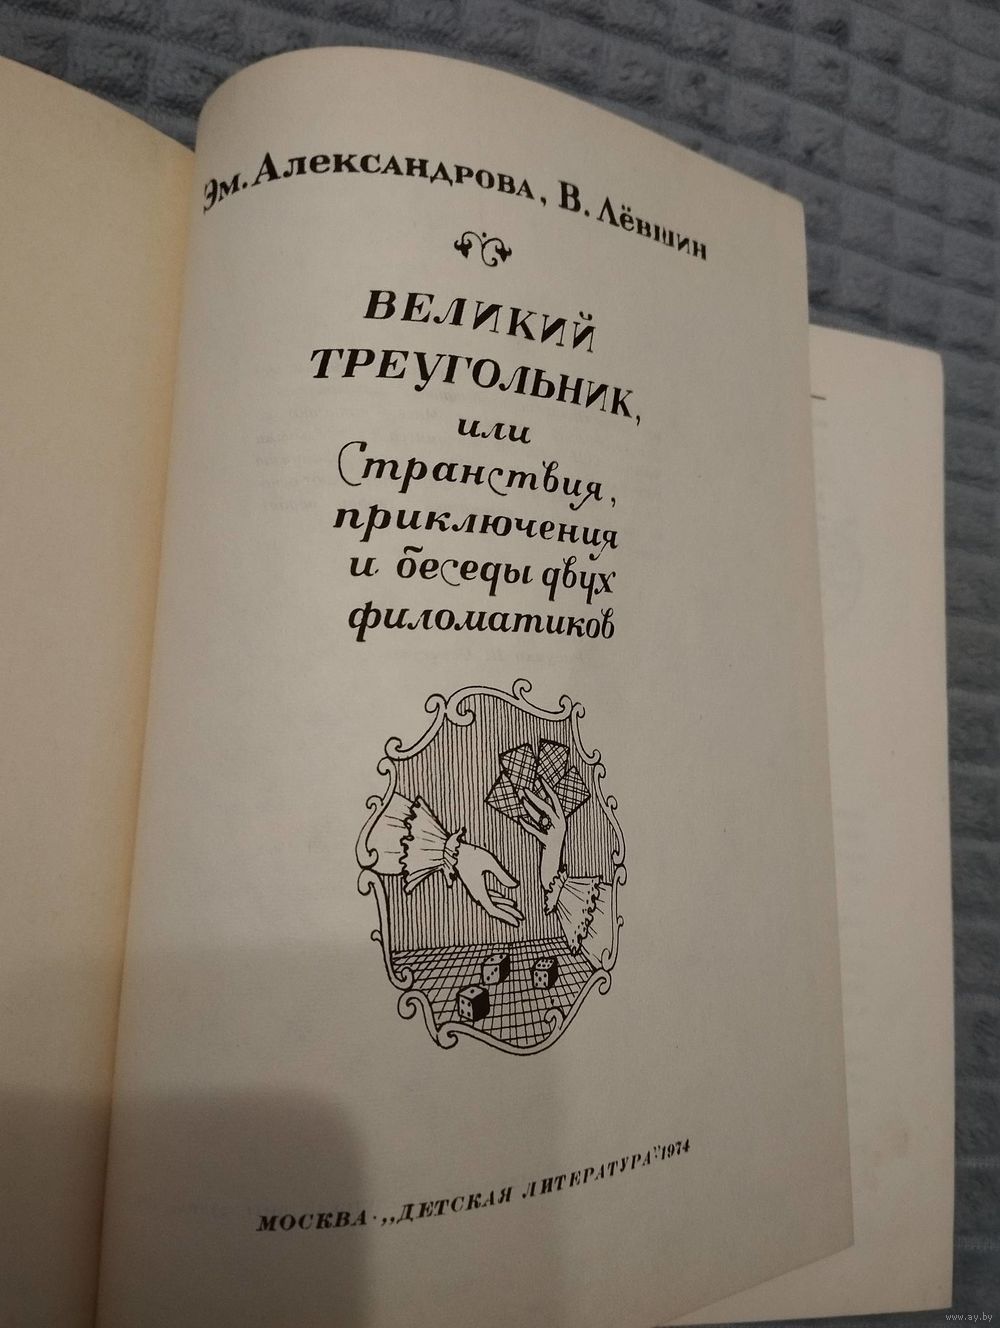 Эм. Александрова, В. Лёвшин
ВЕЛИКИЙ
ТРЕУГОЛЬНИК,
или
Странствия,
приключения
и беседы двух
филоматиков
МОСКВА · „ДЕТСКАЯ ЛИТЕРАТУРА" 1974
www.ay.by